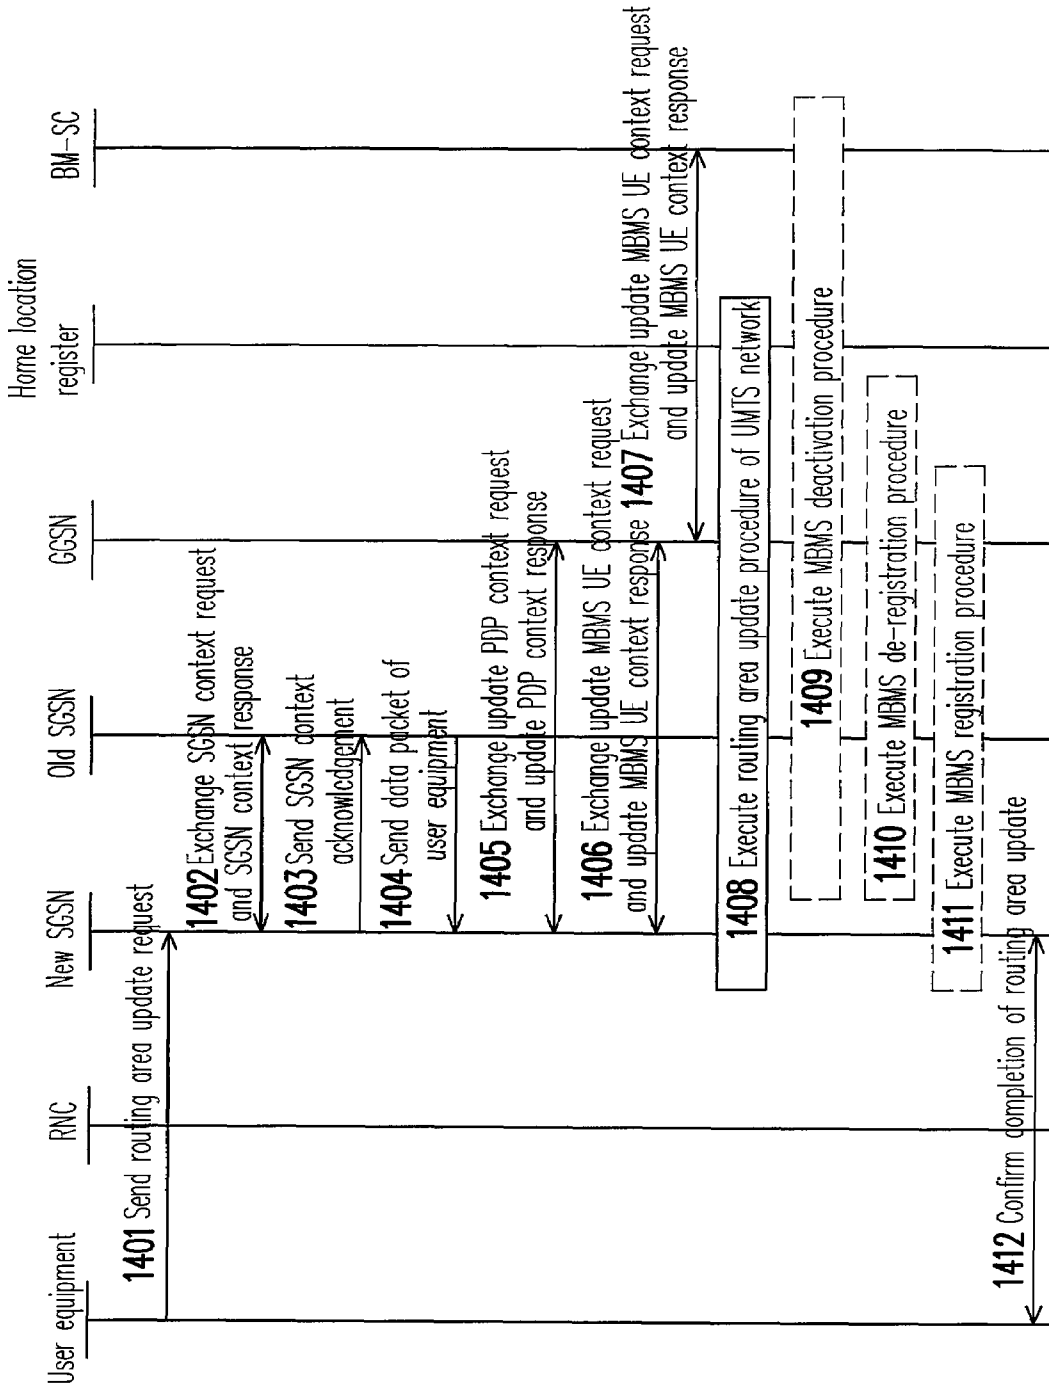 User equipment
RNC
New SGSN
Old SGSN
GGSN
Home location
register
BM-SC
1401 Send routing area update request
1402 Exchange SGSN context request
and SGSN context response
1403 Send SGSN context
acknowledgement
1404 Send data packet of
user equipment
1405 Exchange update PDP context request
and update PDP context response
1406 Exchange update MBMS UE context request
and update MBMS UE context response
1407 Exchange update MBMS UE context request
and update MBMS UE context response
1408 Execute routing area update procedure of UMTS network
1409 Execute MBMS deactivation procedure
1410 Execute MBMS de-registration procedure
1411 Execute MBMS registration procedure
1412 Confirm completion of routing area update